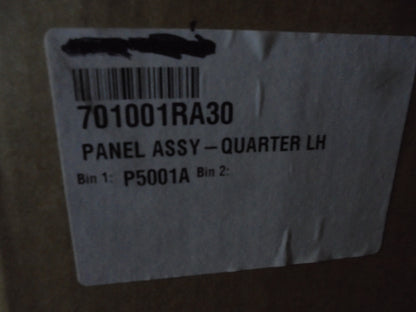 701001RA30
PANEL ASSY-QUARTER LH
Bin 1: P5001A Bin 2: